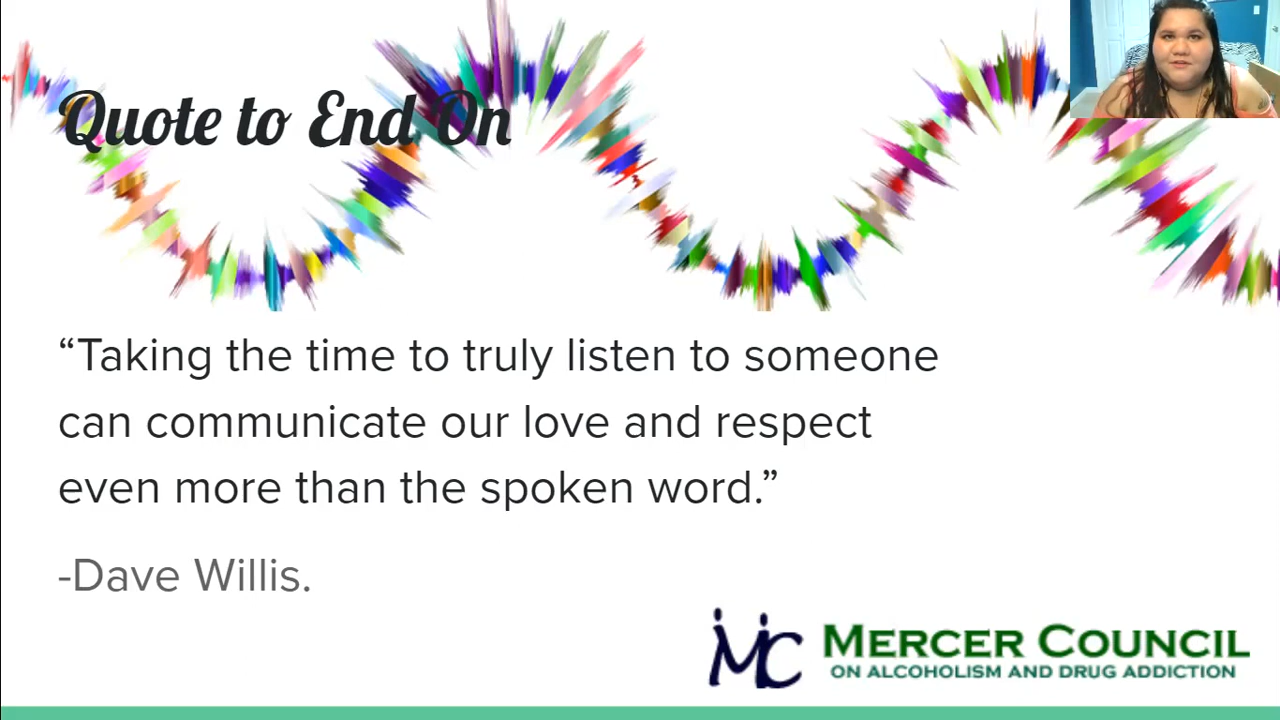 Quote to End On
“Taking the time to truly listen to someone
can communicate our love and respect
even more than the spoken word.”
-Dave Willis.
MC MERCER COUNCIL
ON ALCOHOLISM AND DRUG ADDICTION